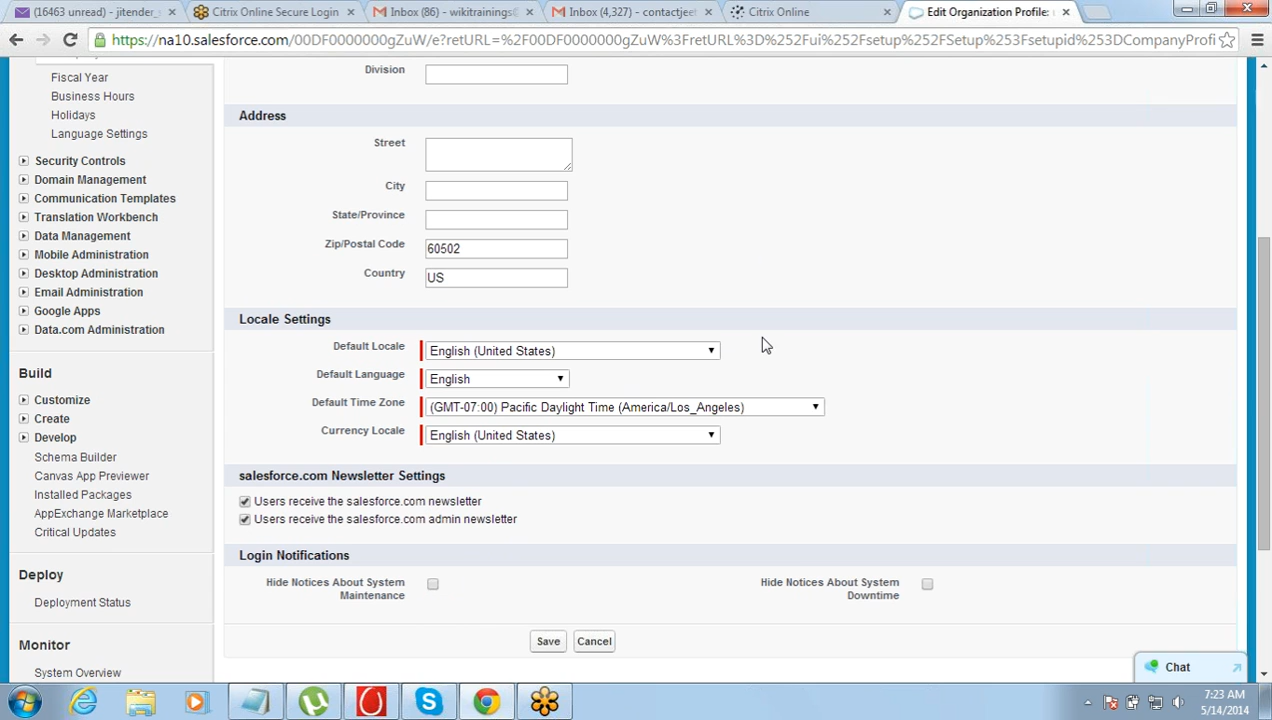 (16463 unread) - jitender_
Citrix Online Secure Login
Inbox (86) - wikitrainings@
Inbox (4,327) - contactjeet
Citrix Online
Edit Organization Profile:
https://na10.salesforce.com/00DF0000000gZuW/e?retURL=%2F00DF0000000gZuW%3FretURL%3D%252Fui%252Fsetup%252FSetup%253Fsetupid%253DCompanyProfi
Fiscal Year
Business Hours
Holidays
Language Settings
Security Controls
Domain Management
Communication Templates
Translation Workbench
Data Management
Mobile Administration
Desktop Administration
Email Administration
Google Apps
Data.com Administration
Build
Customize
Create
Develop
Schema Builder
Canvas App Previewer
Installed Packages
AppExchange Marketplace
Critical Updates
Deploy
Deployment Status
Monitor
System Overview
Division
Address
Street
City
State/Province
Zip/Postal Code 60502
Country US
Locale Settings
Default Locale English (United States)
Default Language English
Default Time Zone (GMT-07:00) Pacific Daylight Time (America/Los_Angeles)
Currency Locale English (United States)
salesforce.com Newsletter Settings
Users receive the salesforce.com newsletter
Users receive the salesforce.com admin newsletter
Login Notifications
Hide Notices About System Maintenance
Hide Notices About System Downtime
Save Cancel
Chat
7:23 AM
5/14/2014